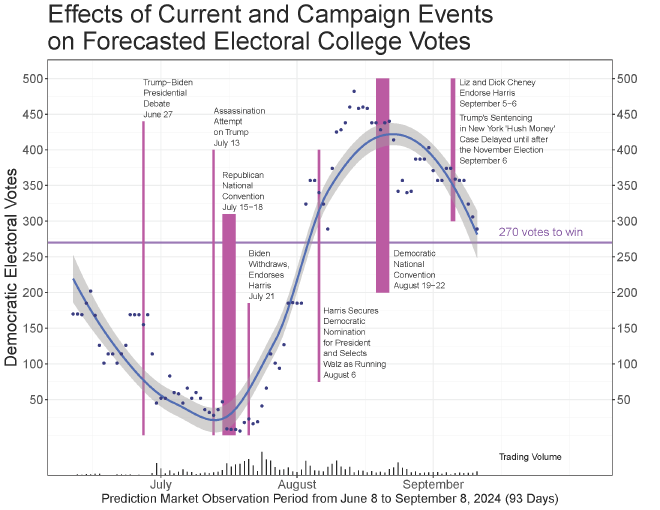 Effects of Current and Campaign Events
on Forecasted Electoral College Votes
Democratic Electoral Votes
500
450
400
350
300
250
200
150
100
50
500
450
400
350
300
250
200
150
100
50
Trump–Biden
Presidential
Debate
June 27
Assassination
Attempt
on Trump
July 13
Republican
National
Convention
July 15–18
Biden
Withdraws,
Endorses
Harris
July 21
Harris Secures
Democratic
Nomination
for President
and Selects
Walz as Running
August 6
Democratic
National
Convention
August 19–22
Liz and Dick Cheney
Endorse Harris
September 5–6
Trump's Sentencing
in New York 'Hush Money'
Case Delayed until after
the November Election
September 6
270 votes to win
Trading Volume
July
August
September
Prediction Market Observation Period from June 8 to September 8, 2024 (93 Days)